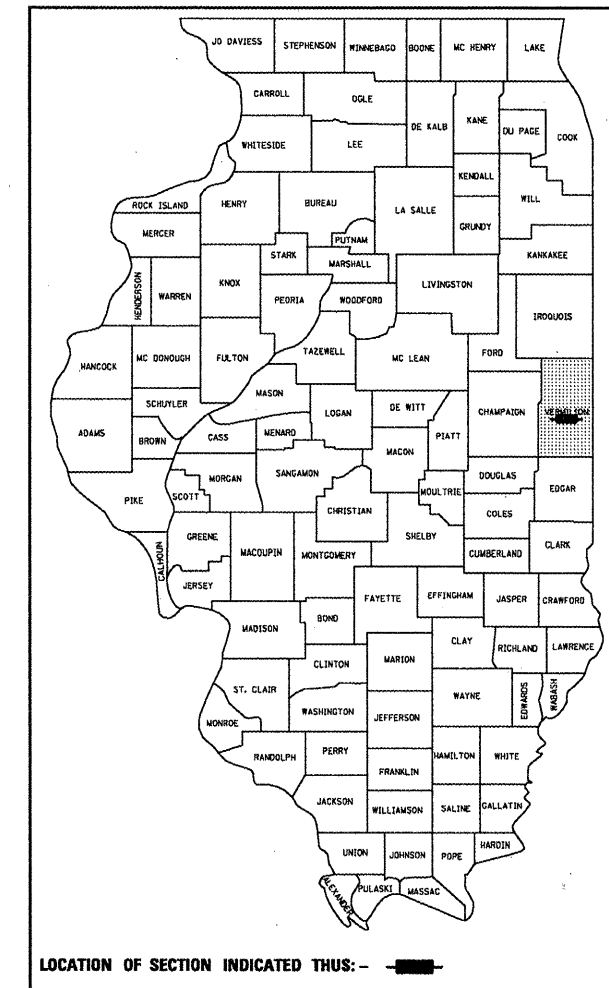 JO DAVIESS STEPHENSON WINNEBAGO BOONE MC HENRY LAKE
CARROLL OGLE DE KALB KANE DU PAGE COOK
WHITESIDE LEE
KENDALL WILL
ROCK ISLAND HENRY BUREAU LA SALLE GRUNDY
MERCER PUTNAM
STARK MARSHALL KANKAKEE
HENDERSON WARREN KNOX PEORIA WOODFORD LIVINGSTON IROQUOIS
HANCOCK MC DONOUGH FULTON TAZEWELL MC LEAN FORD
MASON
SCHUYLER LOGAN DE WITT CHAMPAIGN VERMILION
ADAMS BROWN CASS MENARD PIATT
MACON
MORGAN SANGAMON DOUGLAS
PIKE SCOTT MOULTRIE EDGAR
CHRISTIAN COLES
GREENE MACOUPIN MONTGOMERY SHELBY
CALHOUN CUMBERLAND CLARK
JERSEY FAYETTE EFFINGHAM JASPER CRAWFORD
MADISON BOND
CLAY RICHLAND LAWRENCE
CLINTON MARION
ST. CLAIR WAYNE EDWARDS WABASH
WASHINGTON JEFFERSON
MONROE
RANDOLPH PERRY HAMILTON WHITE
FRANKLIN
JACKSON WILLIAMSON SALINE GALLATIN
HARDIN
UNION JOHNSON POPE
ALEXANDER PULASKI MASSAC
LOCATION OF SECTION INDICATED THUS: -